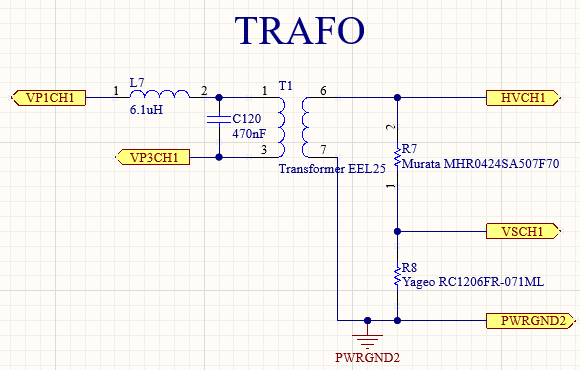 TRAFO
L7
T1
VP1CH1 1 2 1 6 HVCH1
6.1uH
C120
470nF
2
R7
VP3CH1 3 7
Murata MHR0424SA507F70
Transformer EEL25
1
VSCH1
R8
Yageo RC1206FR-071ML
PWRGND2
PWRGND2